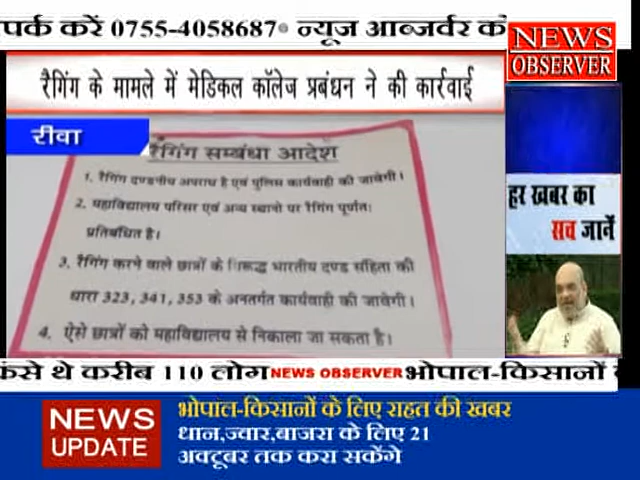 पर्क करें 0755-4058687• न्यूज आब्जर्वर को
NEWS
OBSERVER
रैगिंग के मामले में मेडिकल कॉलेज प्रबंधन ने की कार्रवाई
रीवा
रैगिंग सम्बंधी आदेश
1. रैगिंग दण्डनीय अपराध है एवं पुलिस कार्यवाही की जावेगी।
2. महाविद्यालय परिसर एवं अन्य स्थानो पर रैगिंग पूर्णतः
प्रतिबंधित है।
3. रैगिंग करने वाले छात्रों के विरूद्ध भारतीय दण्ड संहिता की
धारा 323, 341, 353 के अनतर्गत कार्यवाही की जावेगी।
4. ऐसे छात्रों को महाविद्यालय से निकाला जा सकता है।
हर खबर का
सच जानें
फंसे थे करीब 110 लोग NEWS OBSERVER भोपाल-किसानों
NEWS
UPDATE
भोपाल-किसानों के लिए राहत की खबर
धान,ज्वार,बाजरा के लिए 21
अक्टूबर तक करा सकेंगे